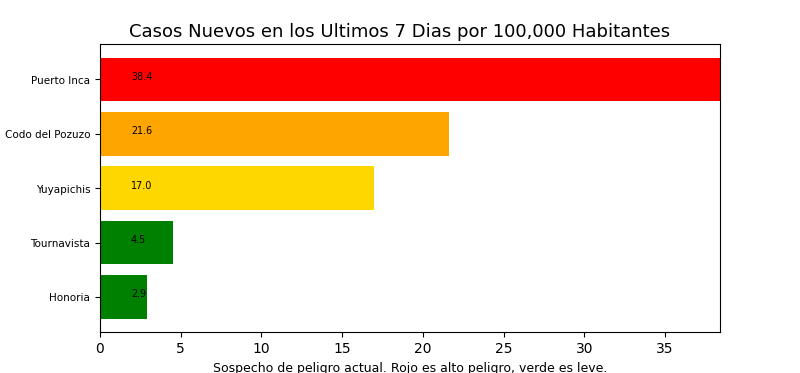 Casos Nuevos en los Ultimos 7 Dias por 100,000 Habitantes
Puerto Inca 38.4
Codo del Pozuzo 21.6
Yuyapichis 17.0
Tournavista 4.5
Honoria 2.9
0 5 10 15 20 25 30 35
Sospecho de peligro actual. Rojo es alto peligro, verde es leve.